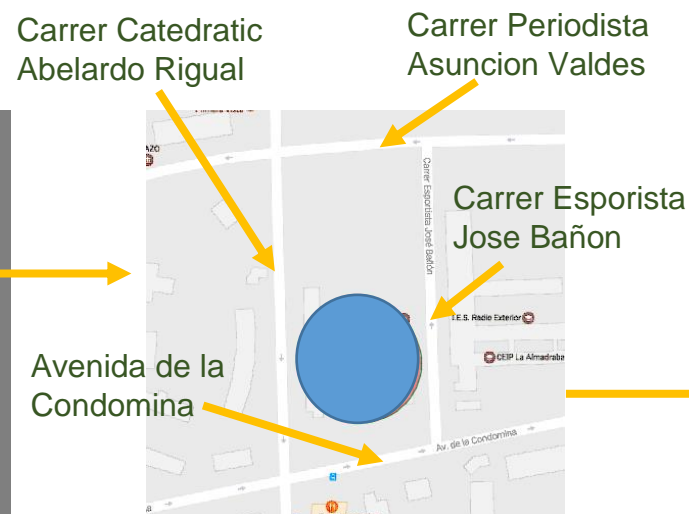 Carrer Catedratic
Abelardo Rigual
Carrer Periodista
Asuncion Valdes
Carrer Esportista José Bañón
Carrer Esporista
Jose Bañon
I.E.S. Radio Exterior
CEIP La Almadraba
Avenida de la
Condomina
Av. de la Condomina